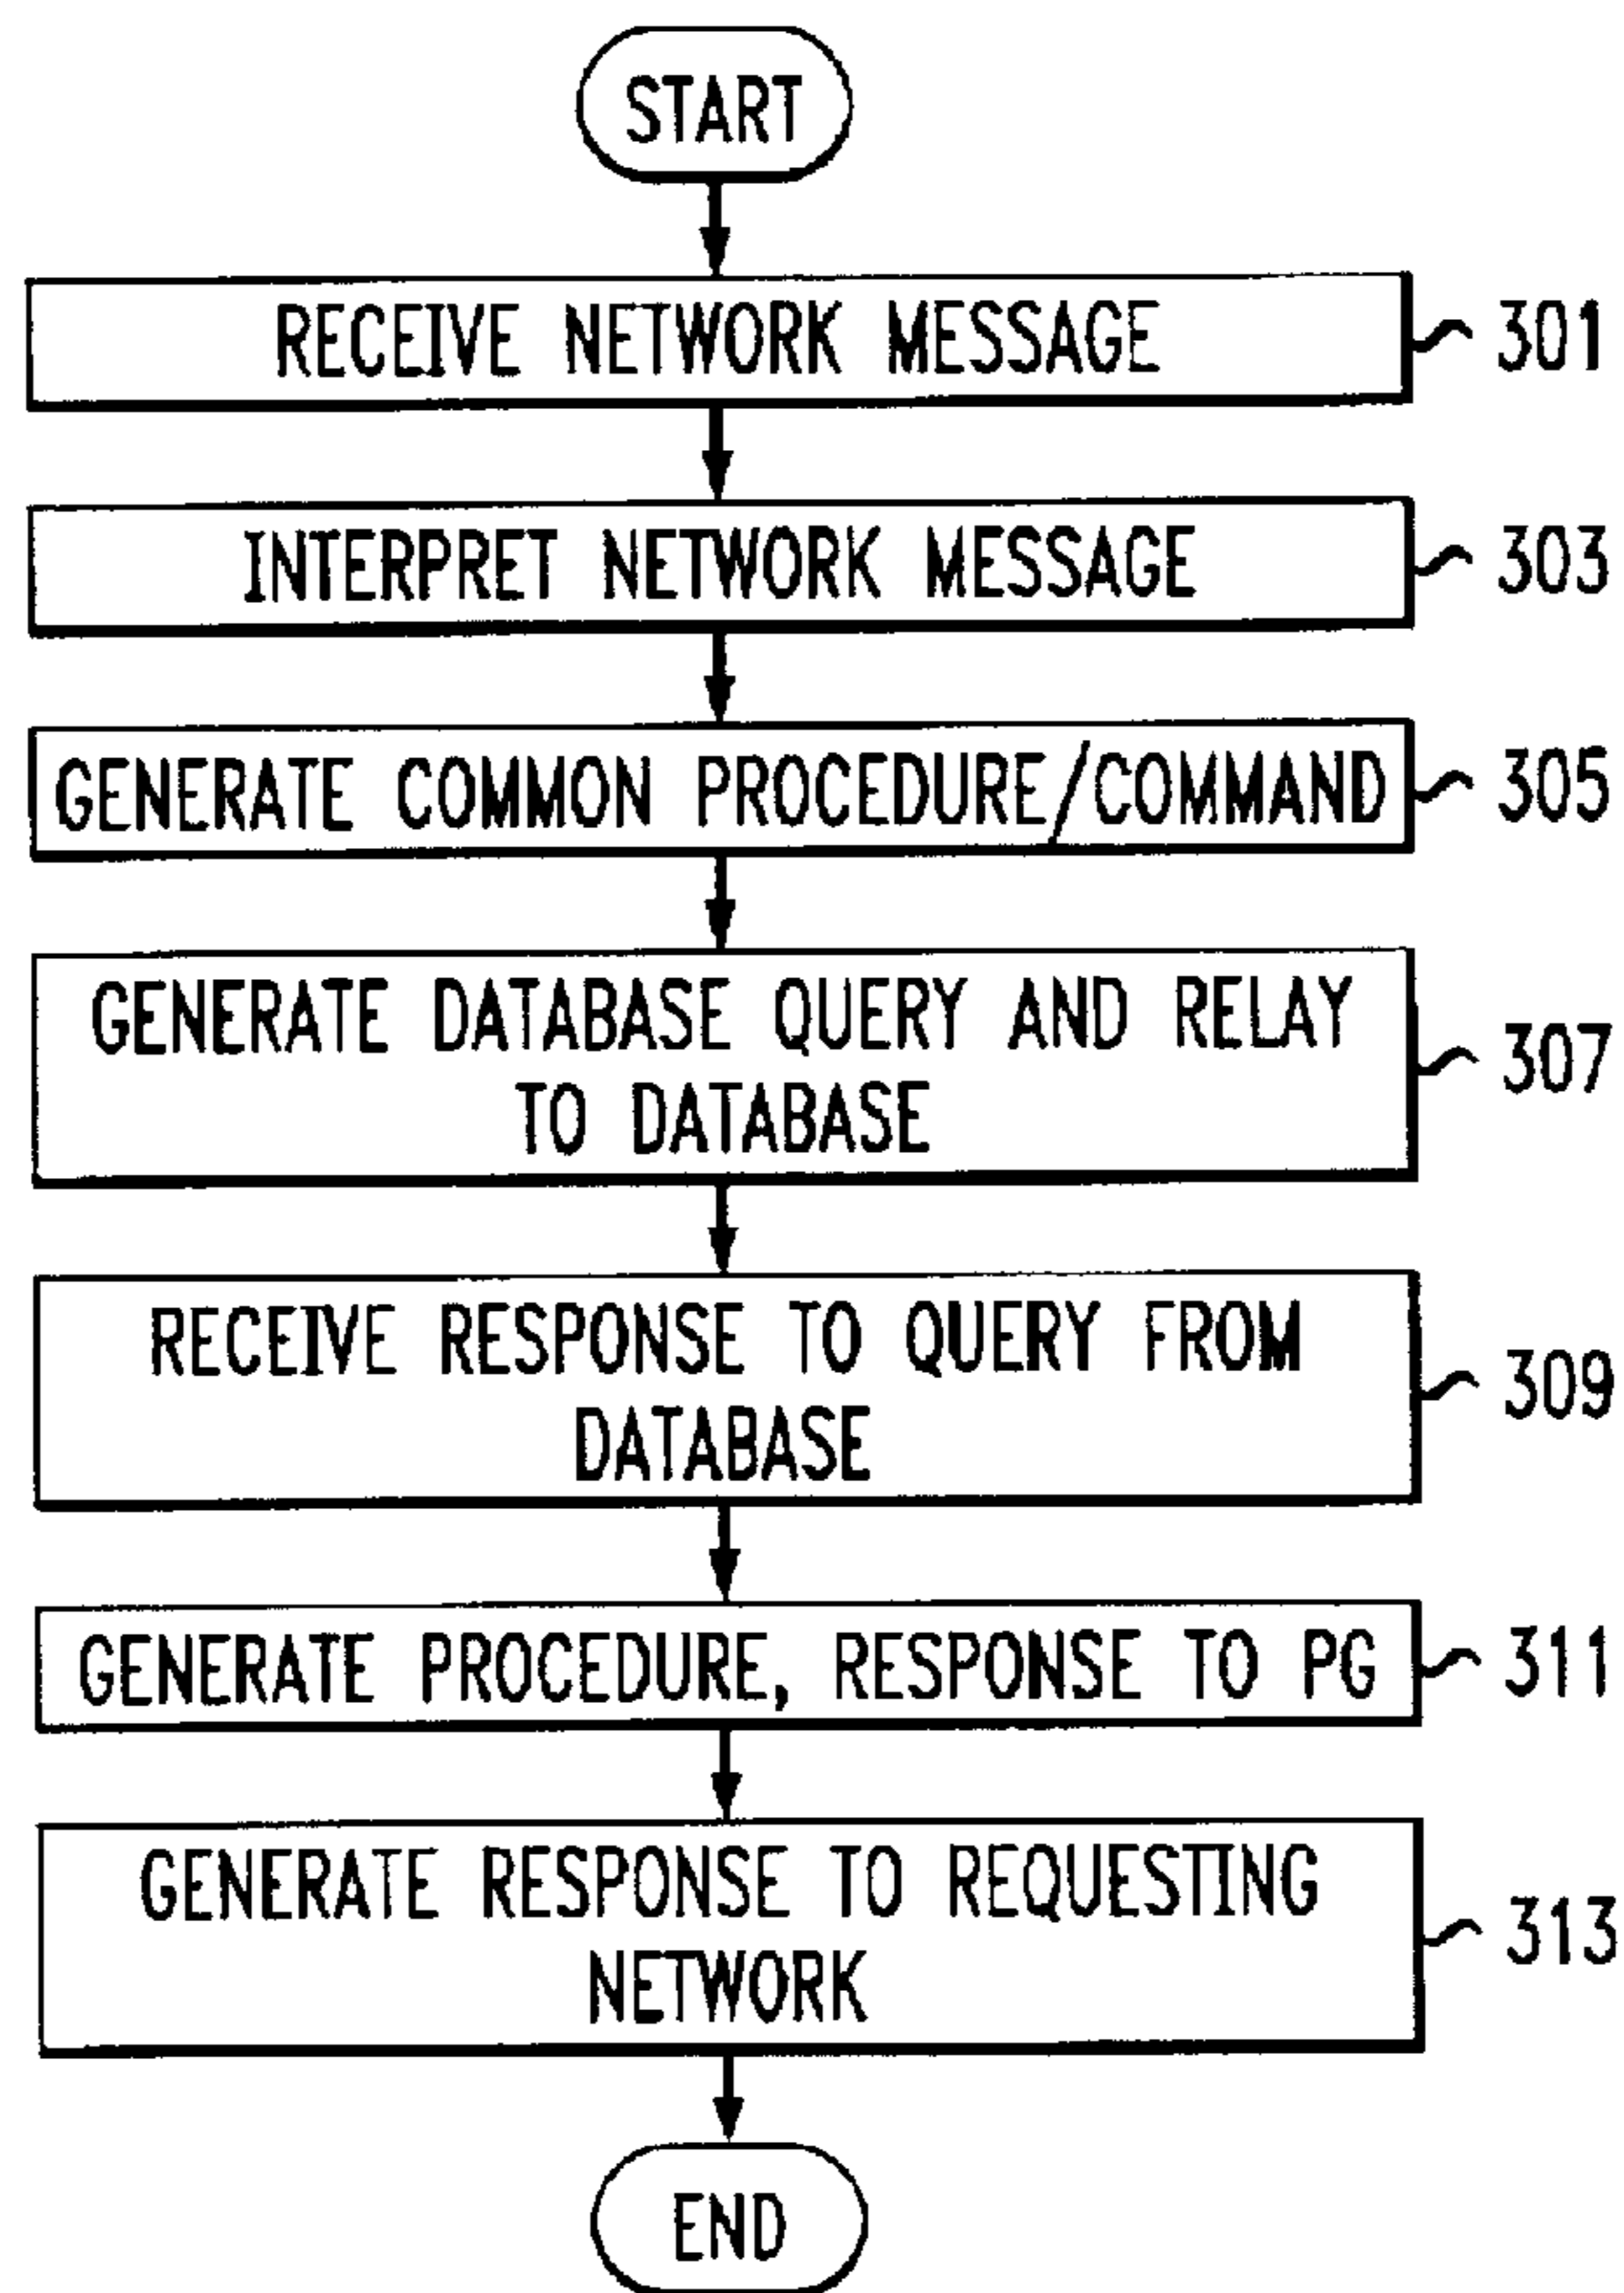 START
RECEIVE NETWORK MESSAGE
301
INTERPRET NETWORK MESSAGE
303
GENERATE COMMON PROCEDURE/COMMAND
305
GENERATE DATABASE QUERY AND RELAY
TO DATABASE
307
RECEIVE RESPONSE TO QUERY FROM
DATABASE
309
GENERATE PROCEDURE, RESPONSE TO PG
311
GENERATE RESPONSE TO REQUESTING
NETWORK
313
END